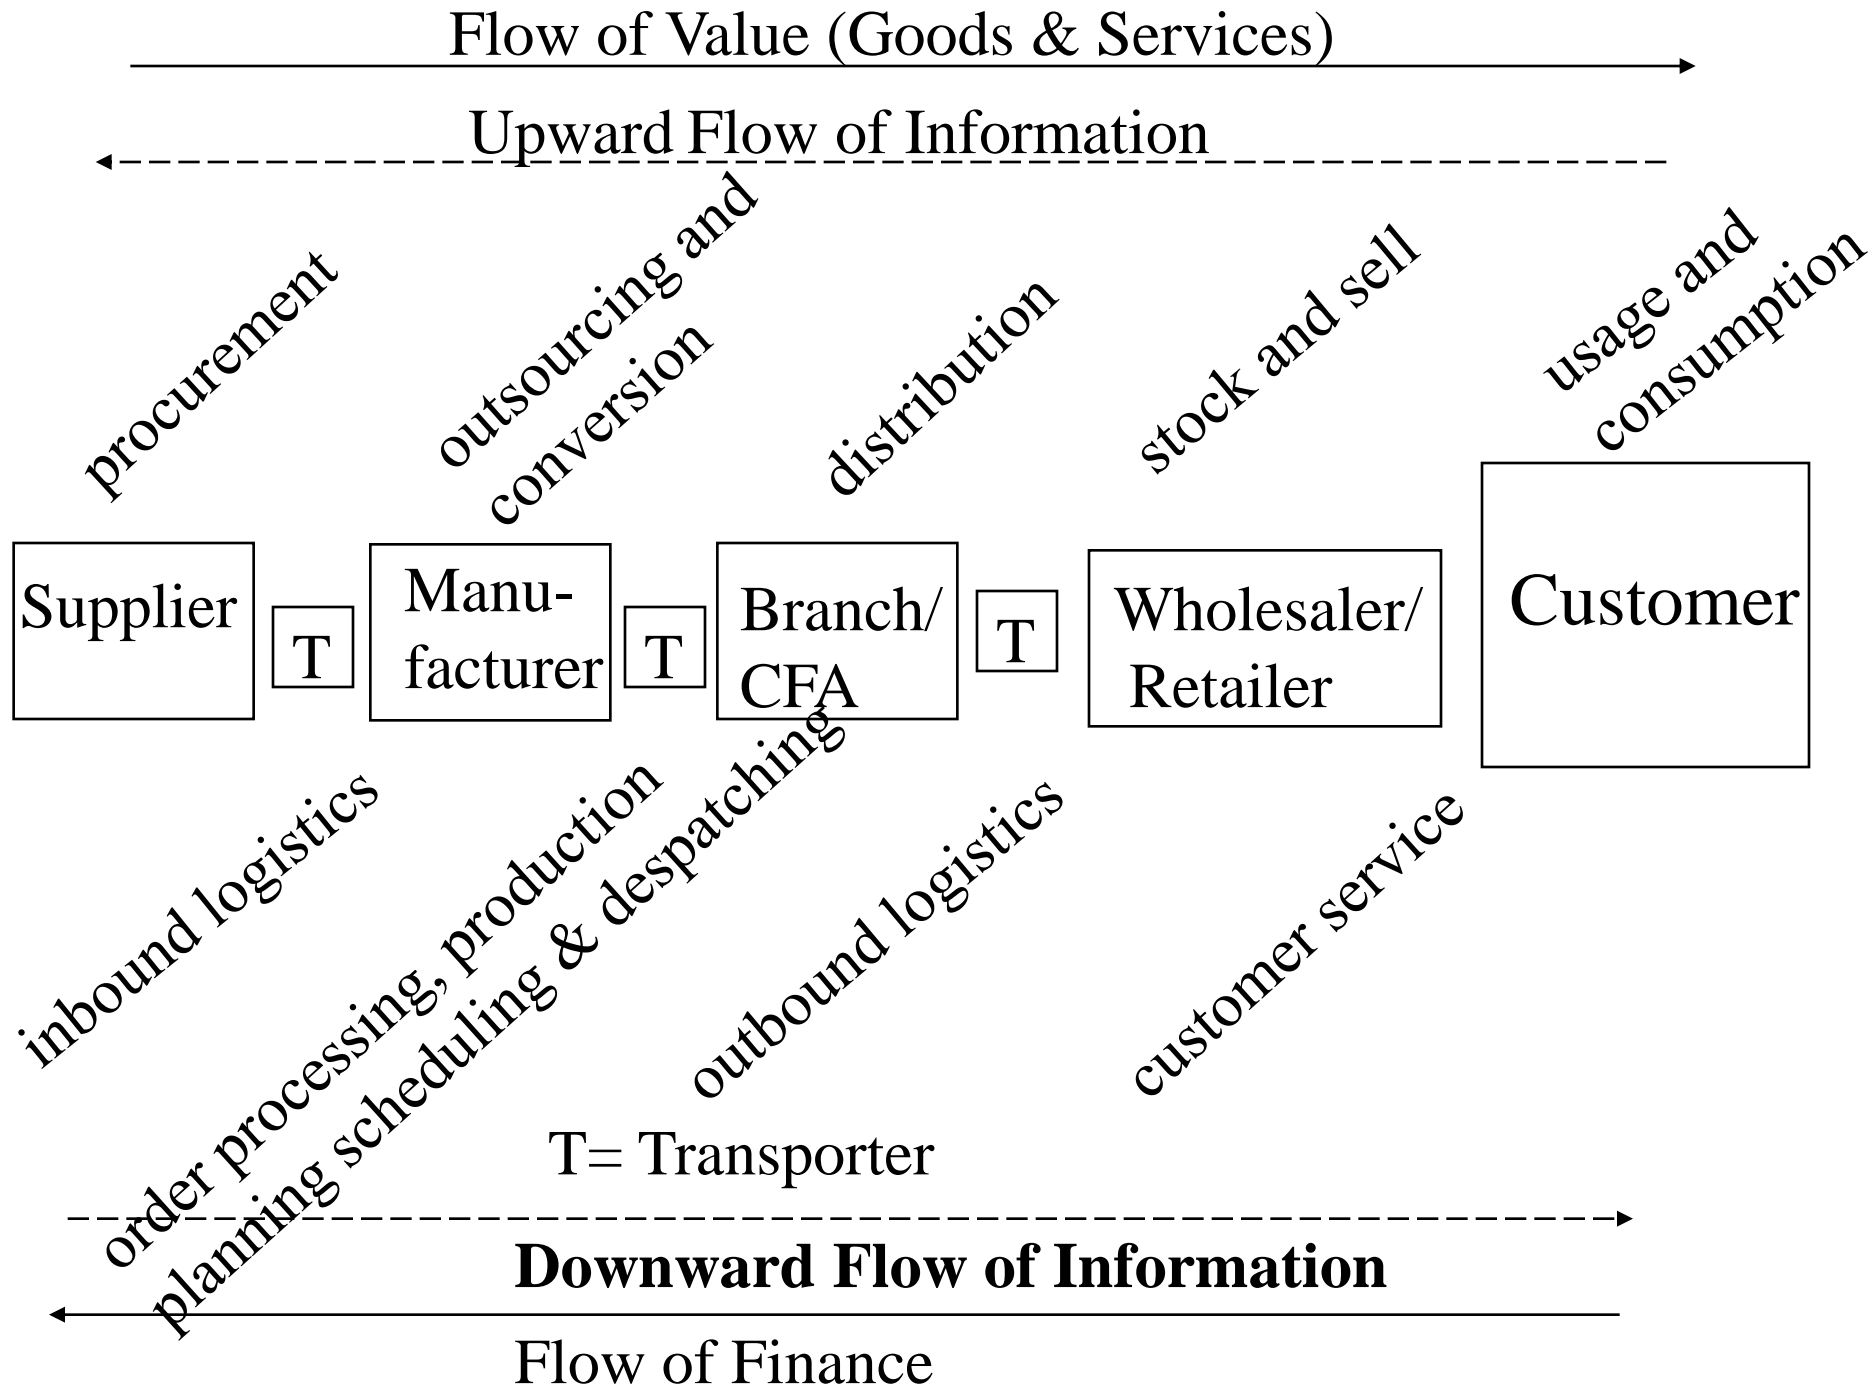 Flow of Value (Goods & Services)
Upward Flow of Information
procurement
outsourcing and
conversion
distribution
stock and sell
usage and
consumption
Supplier
T
Manu-
facturer
T
Branch/
CFA
T
Wholesaler/
Retailer
Customer
inbound logistics
order processing, production
planning scheduling & despatching
outbound logistics
customer service
T= Transporter
Downward Flow of Information
Flow of Finance